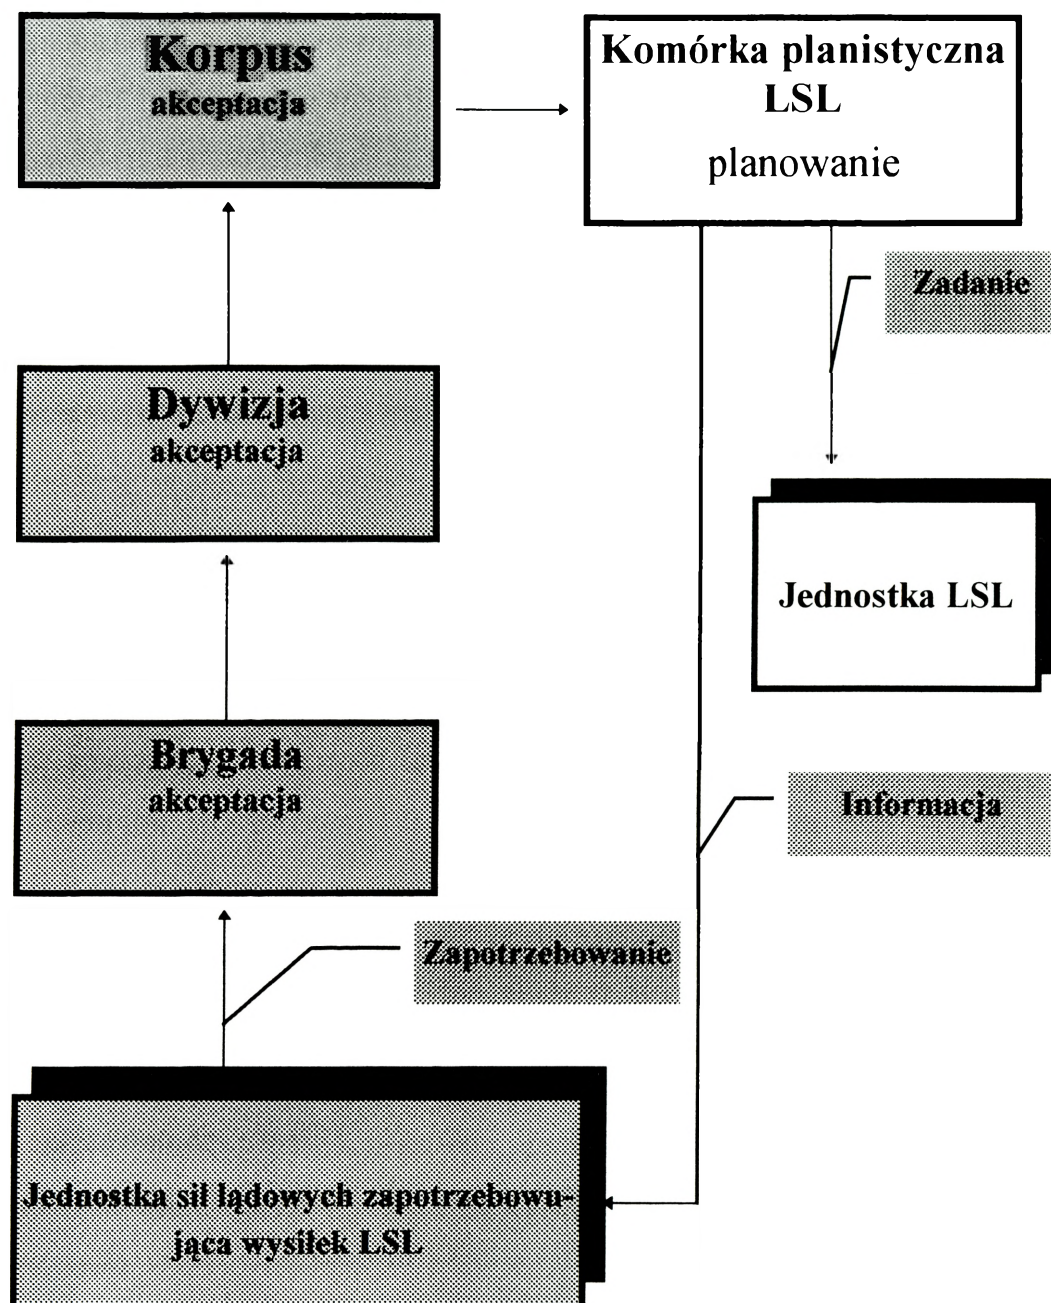 Korpus
akceptacja
Komórka planistyczna
LSL
planowanie
Zadanie
Dywizja
akceptacja
Jednostka LSL
Brygada
akceptacja
Informacja
Zapotrzebowanie
Jednostka sił lądowych zapotrzebowu-
jąca wysiłek LSL